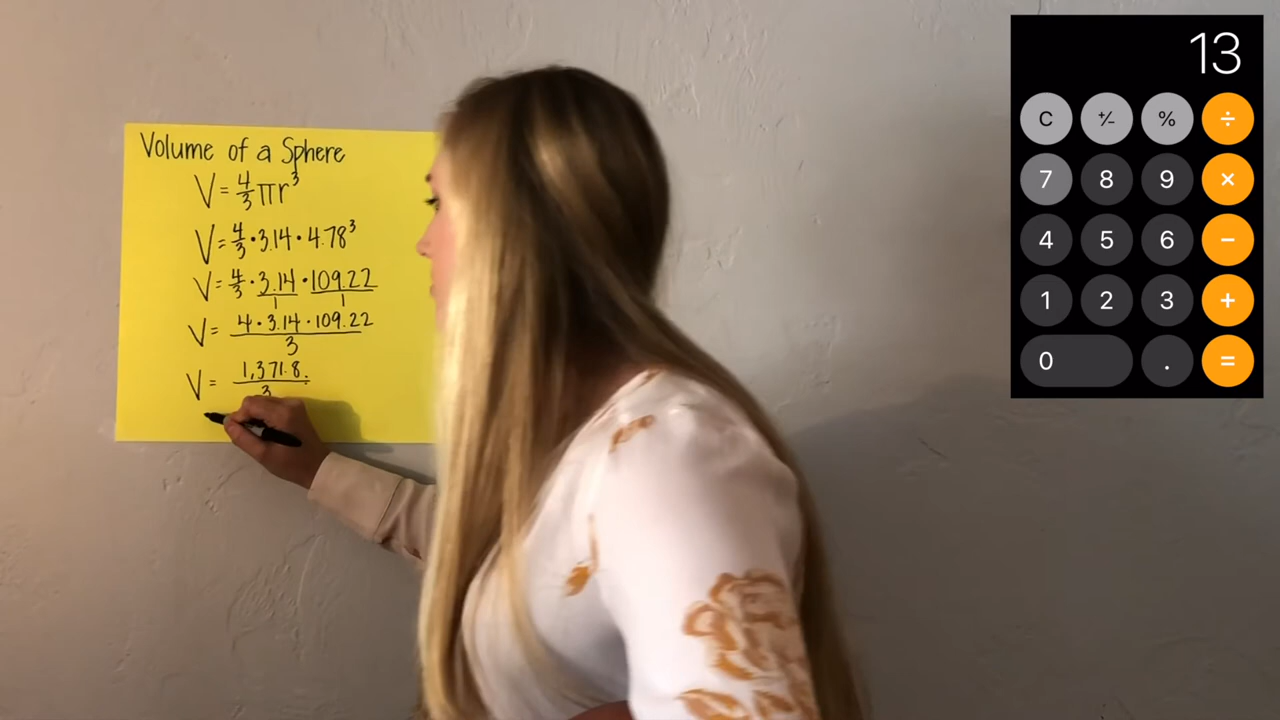 Volume of a Sphere
V = 4/3 πr³
V = 4/3 · 3.14 · 4.78³
V = 4/3 · 3.14/1 · 109.22/1
V = 4 · 3.14 · 109.22 / 3
V = 1,371.8. / 3
13
C +/- % ÷
7 8 9 ×
4 5 6 −
1 2 3 +
0 . =